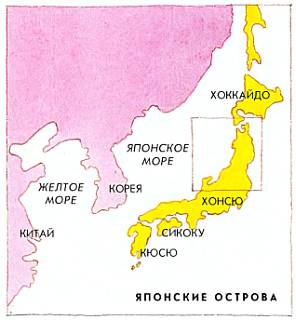 ХОККАЙДО
ЯПОНСКОЕ
МОРЕ
ЖЕЛТОЕ
МОРЕ
КОРЕЯ
ХОНСЮ
КИТАЙ
СИКОКУ
КЮСЮ
ЯПОНСКИЕ ОСТРОВА